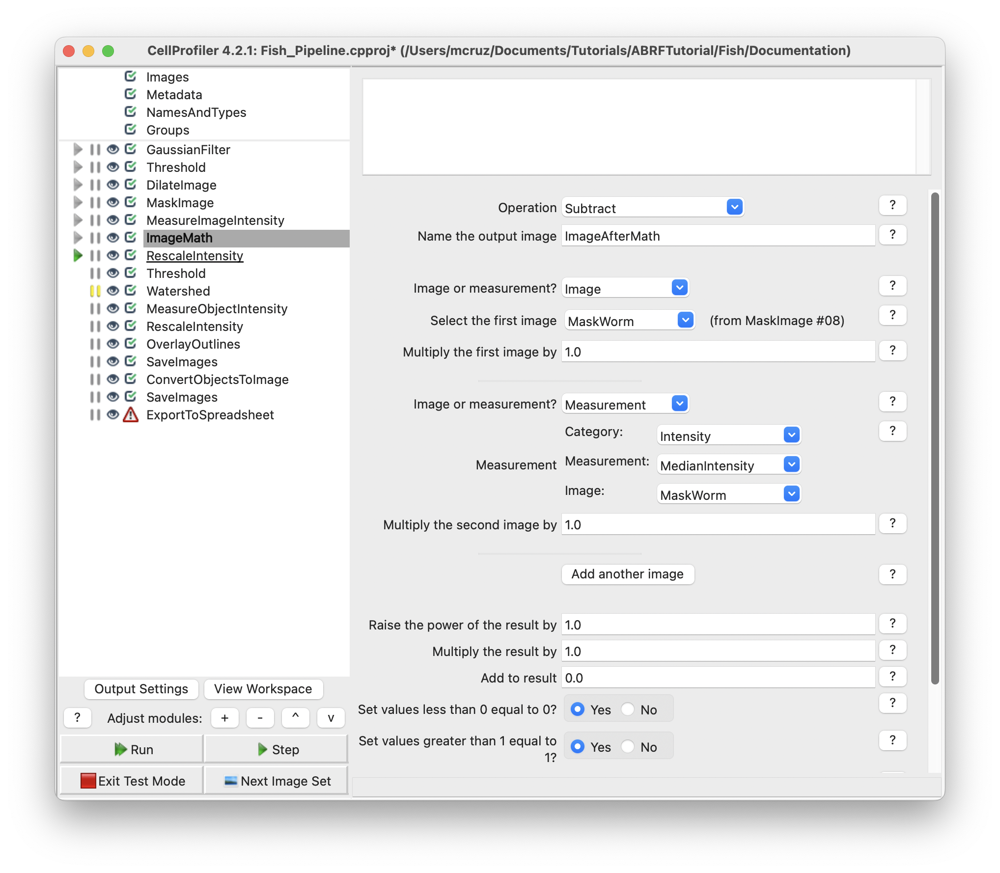 CellProfiler 4.2.1: Fish_Pipeline.cpproj* (/Users/mcruz/Documents/Tutorials/ABRFTutorial/Fish/Documentation)
Images
Metadata
NamesAndTypes
Groups
GaussianFilter
Threshold
DilateImage
MaskImage
MeasureImageIntensity
ImageMath
RescaleIntensity
Threshold
Watershed
MeasureObjectIntensity
RescaleIntensity
OverlayOutlines
SaveImages
ConvertObjectsToImage
SaveImages
ExportToSpreadsheet
Output Settings View Workspace
? Adjust modules: + - ^ v
Run Step
Exit Test Mode Next Image Set
Operation Subtract ?
Name the output image ImageAfterMath ?
Image or measurement? Image ?
Select the first image MaskWorm (from MaskImage #08) ?
Multiply the first image by 1.0 ?
Image or measurement? Measurement ?
Category: Intensity ?
Measurement Measurement: MedianIntensity
Image: MaskWorm
Multiply the second image by 1.0 ?
Add another image ?
Raise the power of the result by 1.0 ?
Multiply the result by 1.0 ?
Add to result 0.0 ?
Set values less than 0 equal to 0? Yes No ?
Set values greater than 1 equal to Yes No ?
1?